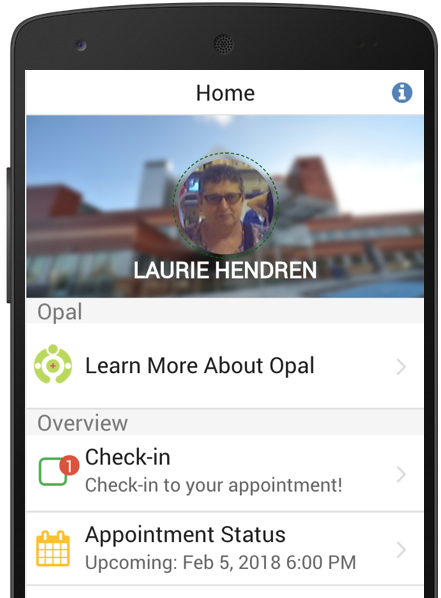 Home
LAURIE HENDREN
Opal
Learn More About Opal
Overview
1
Check-in
Check-in to your appointment!
Appointment Status
Upcoming: Feb 5, 2018 6:00 PM